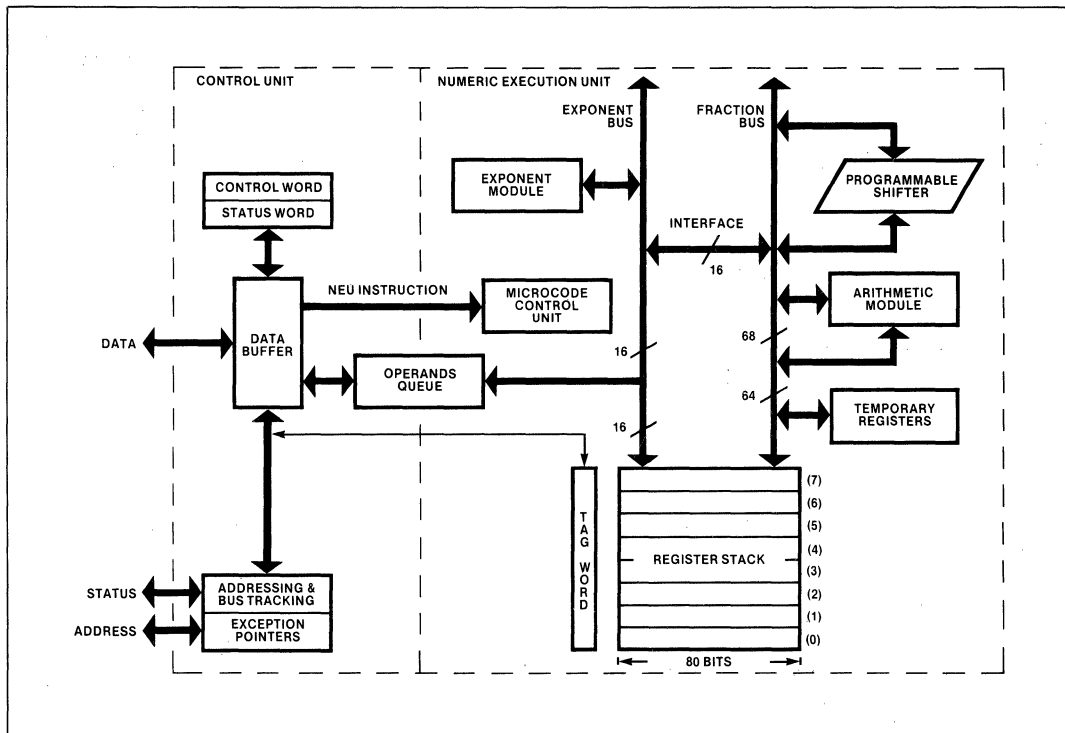 CONTROL UNIT
NUMERIC EXECUTION UNIT
EXPONENT
BUS
FRACTION
BUS
EXPONENT
MODULE
PROGRAMMABLE
SHIFTER
CONTROL WORD
STATUS WORD
INTERFACE
16
NEU INSTRUCTION
MICROCODE
CONTROL
UNIT
ARITHMETIC
MODULE
DATA
DATA
BUFFER
16
68
OPERANDS
QUEUE
64
TEMPORARY
REGISTERS
16
TAG WORD
(7)
(6)
(5)
(4)
REGISTER STACK
(3)
(2)
(1)
(0)
80 BITS
STATUS
ADDRESS
ADDRESSING &
BUS TRACKING
EXCEPTION
POINTERS